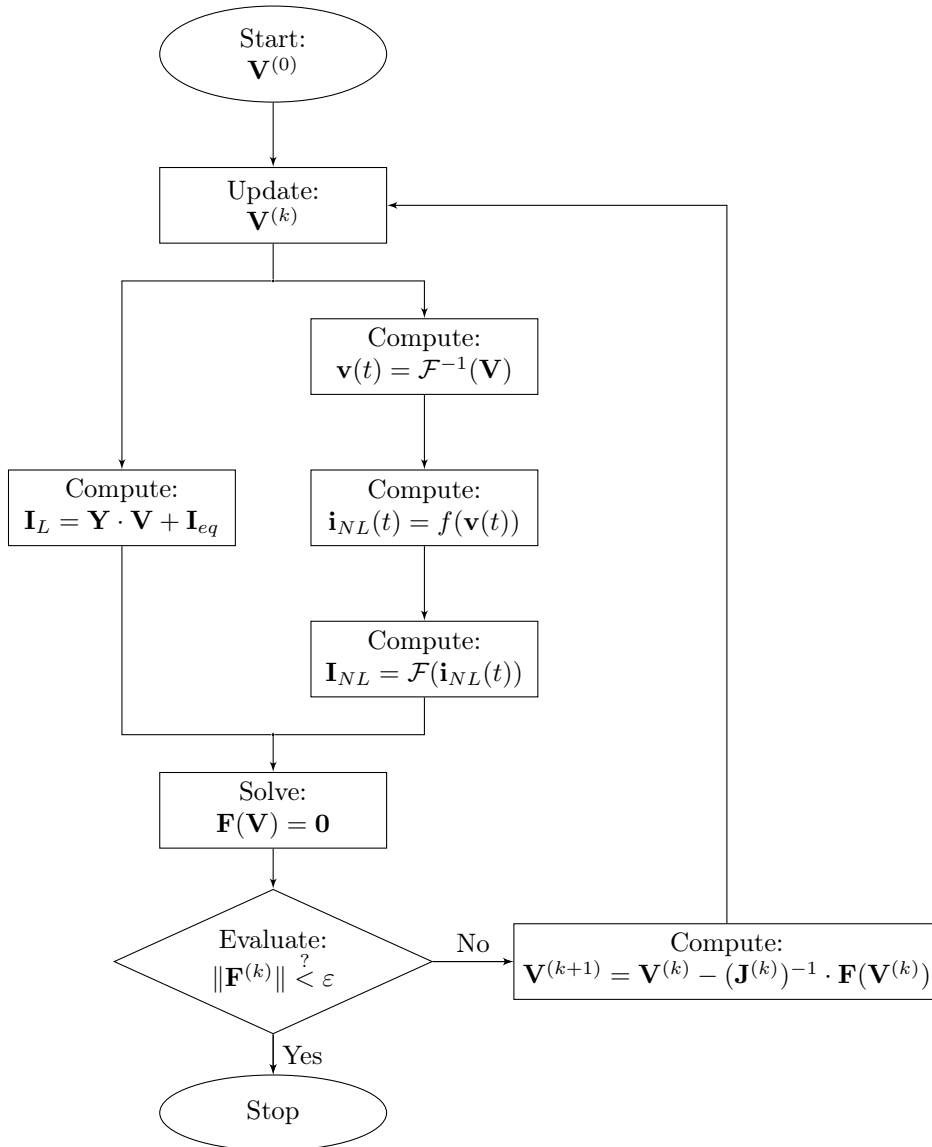 Start:
𝐕⁽⁰⁾
Update:
𝐕⁽ᵏ⁾
Compute:
𝐯(t) = ℱ⁻¹(𝐕)
Compute:
𝐈_L = 𝐘 · 𝐕 + 𝐈_eq
Compute:
𝐢_NL(t) = f(𝐯(t))
Compute:
𝐈_NL = ℱ(𝐢_NL(t))
Solve:
𝐅(𝐕) = 𝟎
Evaluate:
‖𝐅⁽ᵏ⁾‖ <? ε
No
Compute:
𝐕⁽ᵏ⁺¹⁾ = 𝐕⁽ᵏ⁾ − (𝐉⁽ᵏ⁾)⁻¹ · 𝐅(𝐕⁽ᵏ⁾)
Yes
Stop